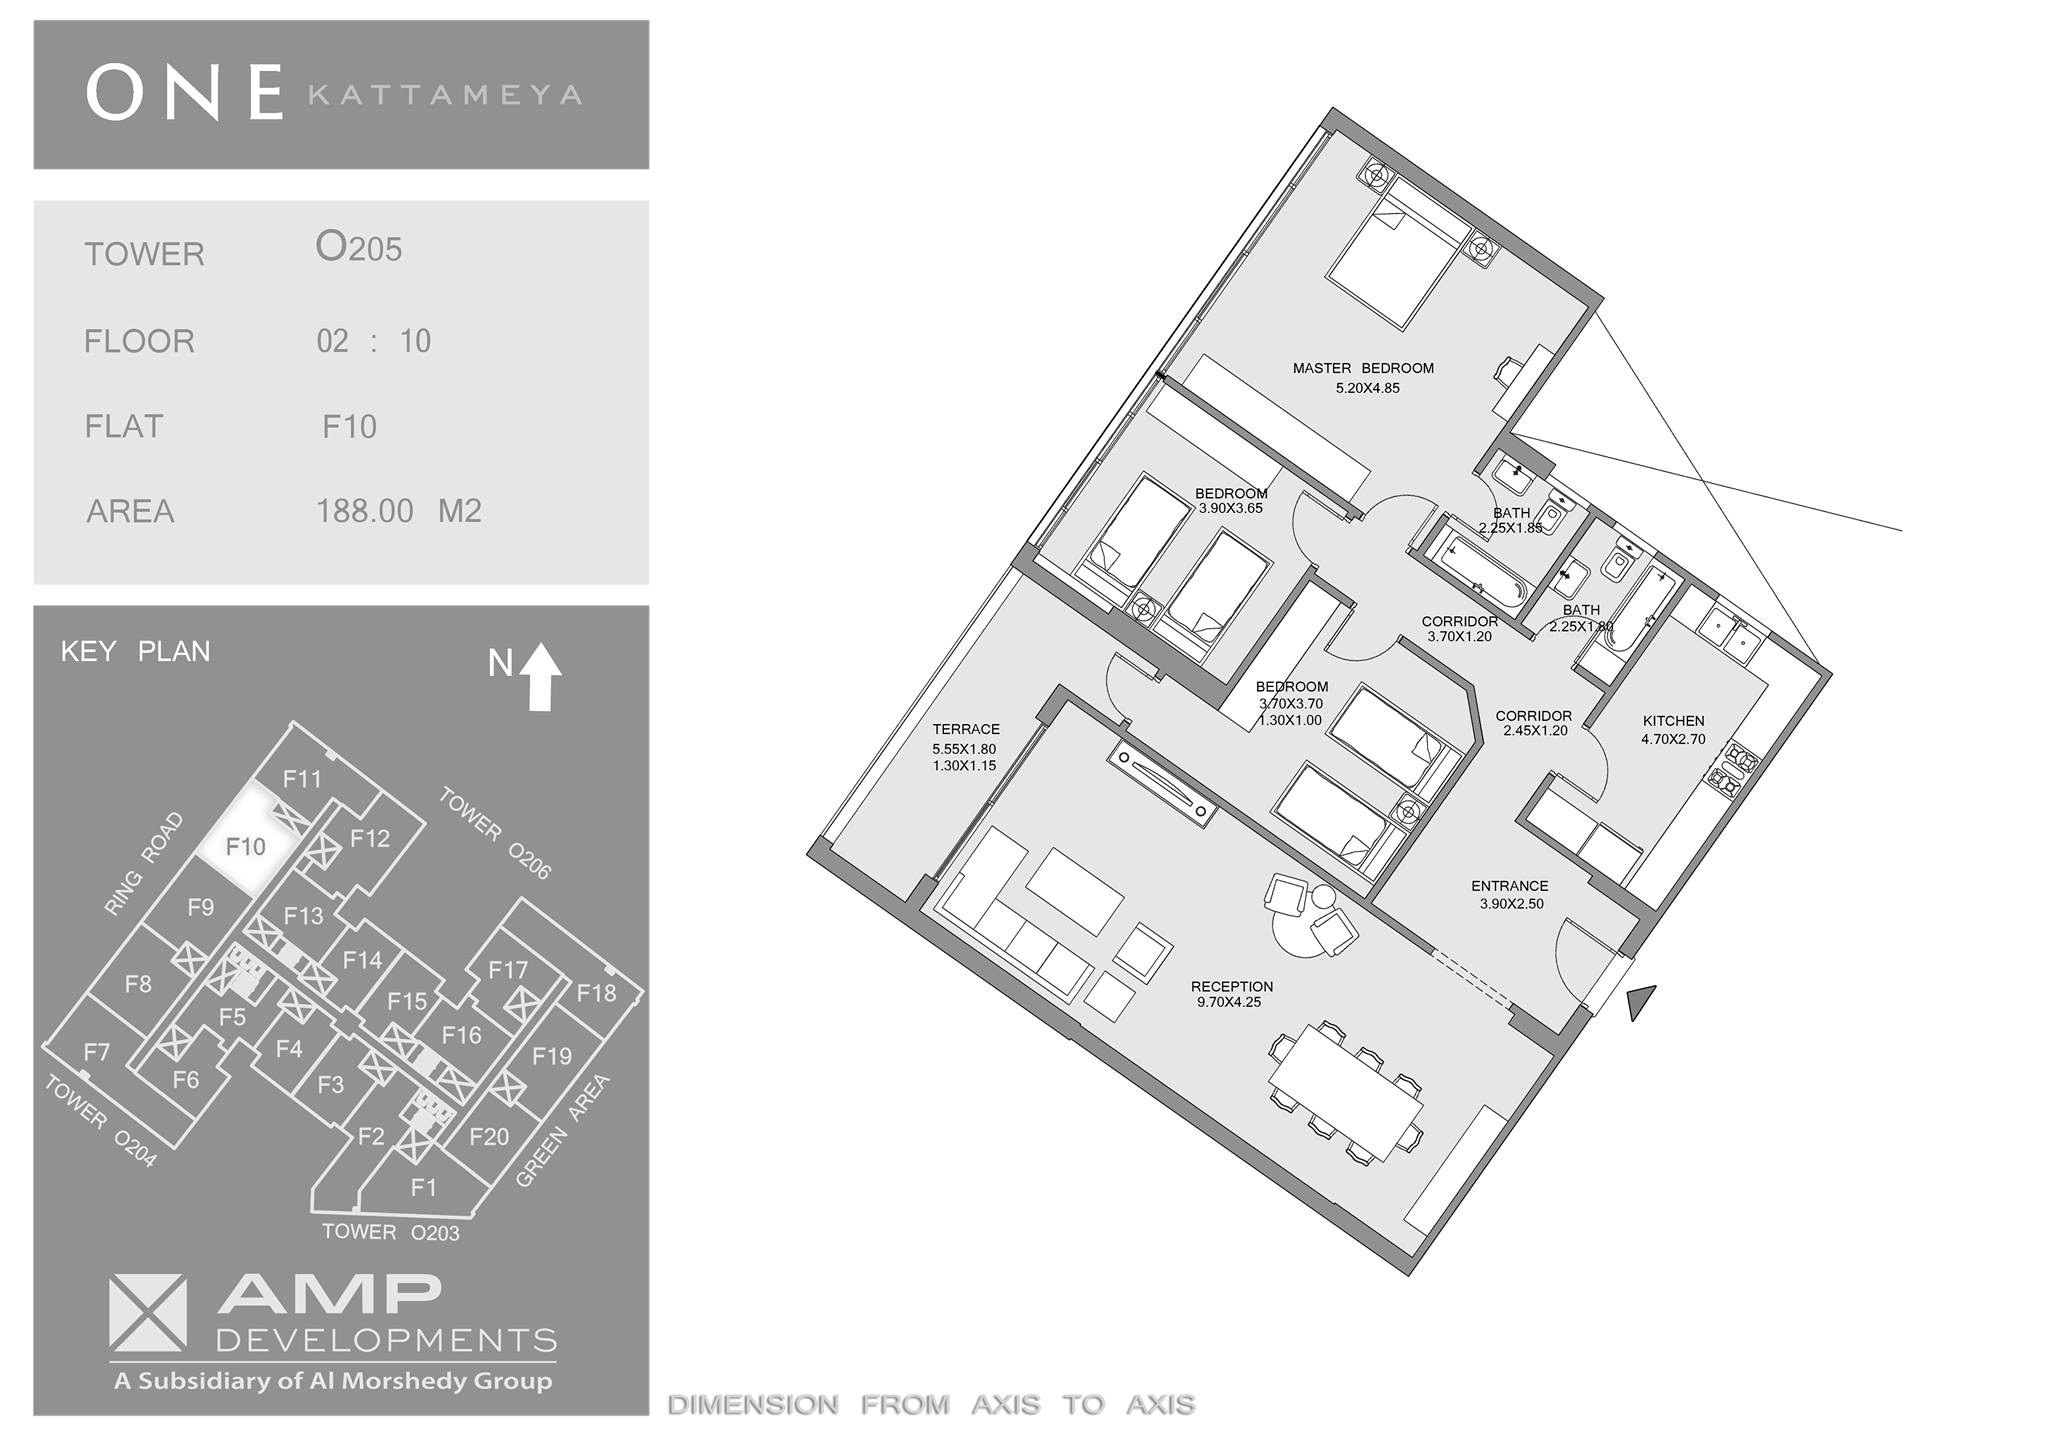 ONE KATTAMEYA
TOWER O205
FLOOR 02 : 10
FLAT F10
AREA 188.00 M2
KEY PLAN
N
F11
F12
F10
F9
F13
F8
F14
F5
F15
F17
F18
F7
F6
F4
F16
F3
F19
F2
F20
F1
RING ROAD
TOWER O206
TOWER O204
GREEN AREA
TOWER O203
AMP
DEVELOPMENTS
A Subsidiary of Al Morshedy Group
MASTER BEDROOM
5.20X4.85
BEDROOM
3.90X3.65
BATH
2.25X1.85
BATH
2.25X1.80
CORRIDOR
3.70X1.20
BEDROOM
3.70X3.70
1.30X1.00
TERRACE
5.55X1.80
1.30X1.15
CORRIDOR
2.45X1.20
KITCHEN
4.70X2.70
ENTRANCE
3.90X2.50
RECEPTION
9.70X4.25
DIMENSION FROM AXIS TO AXIS